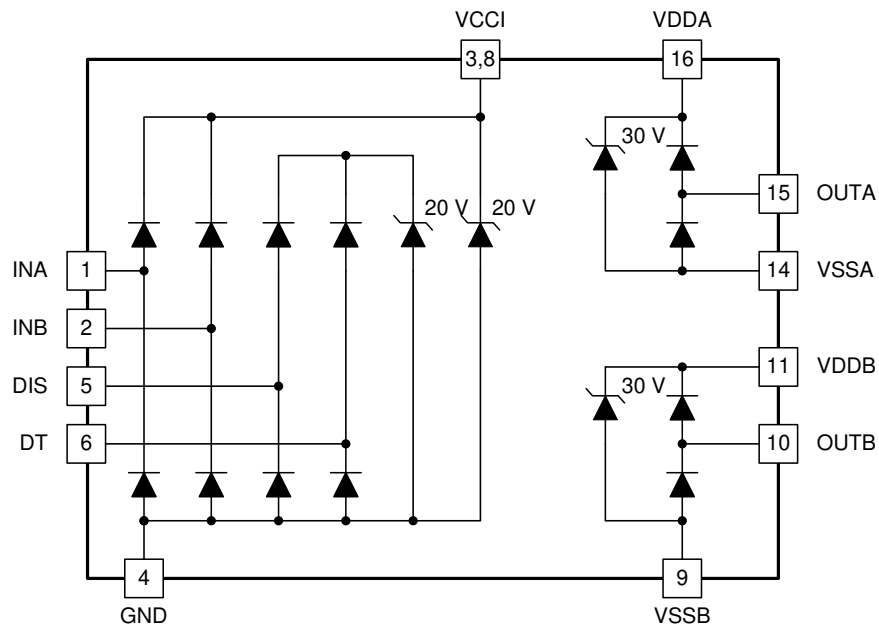 VCCI VDDA
3,8 16
30 V
15 OUTA
20 V 20 V
INA 1
14 VSSA
INB 2
11 VDDB
DIS 5
30 V
DT 6
10 OUTB
4 9
GND VSSB